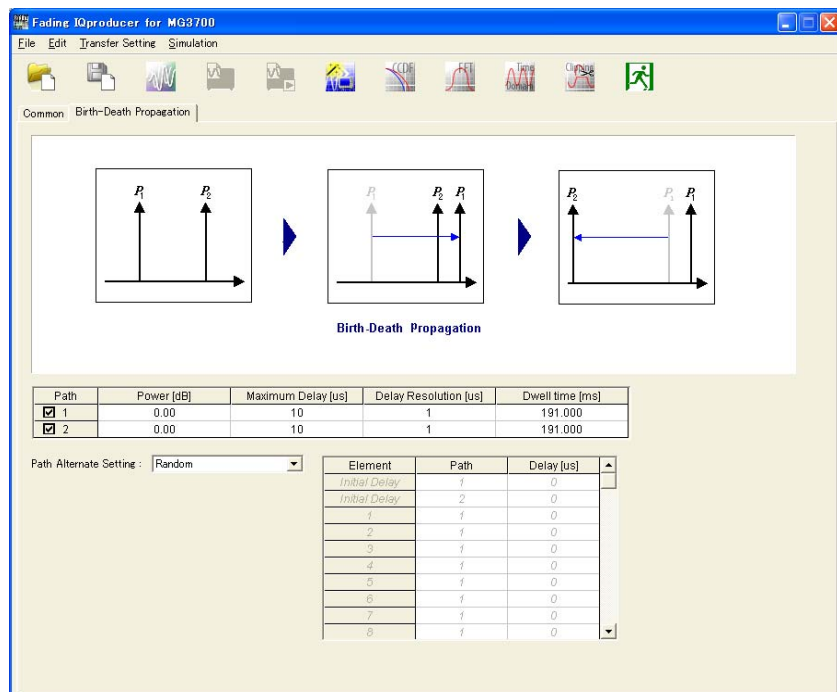 Fading IQproducer for MG3700
File Edit Transfer Setting Simulation
CCDF FFT Time Domain Clipping
Common Birth-Death Propagation
P1 P2 P1 P2 P1 P2 P1 P1
Birth-Death Propagation
Path Power [dB] Maximum Delay [us] Delay Resolution [us] Dwell time [ms]
1 0.00 10 1 191.000
2 0.00 10 1 191.000
Path Alternate Setting : Random
Element Path Delay [us]
Initial Delay 1 0
Initial Delay 2 0
1 1 0
2 1 0
3 1 0
4 1 0
5 1 0
6 1 0
7 1 0
8 1 0